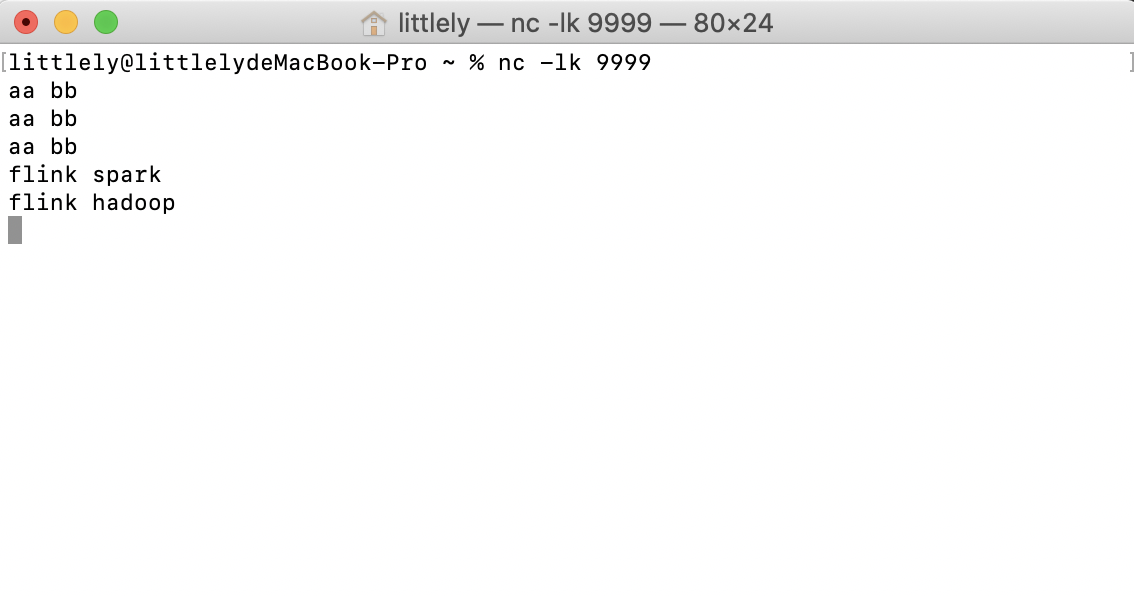 littlely — nc -lk 9999 — 80×24
[littlely@littlelydeMacBook-Pro ~ % nc -lk 9999 ]
aa bb
aa bb
aa bb
flink spark
flink hadoop